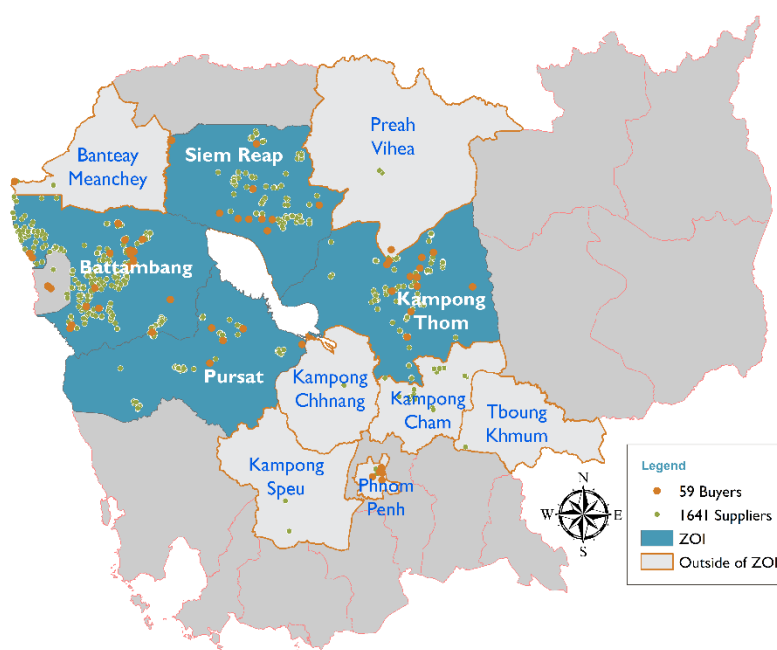 Preah
Vihea
Siem Reap
Banteay
Meanchey
Battambang
Kampong
Thom
Pursat
Kampong
Chhnang
Kampong
Cham
Tboung
Khmum
Kampong
Speu
Phnom
Penh
N
W
E
S
Legend
59 Buyers
1641 Suppliers
ZOI
Outside of ZOI